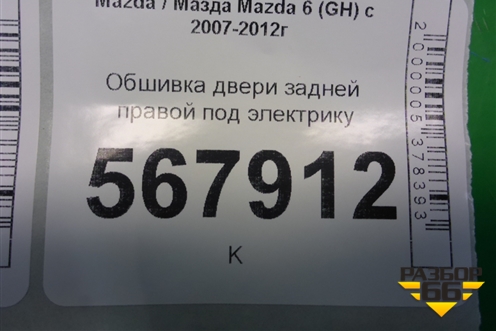 Mazda / Мазда Mazda 6 (GH) с
2007-2012г
Обшивка двери задней
правой под электрику
567912
К
2000005378393
РАЗБОР
66